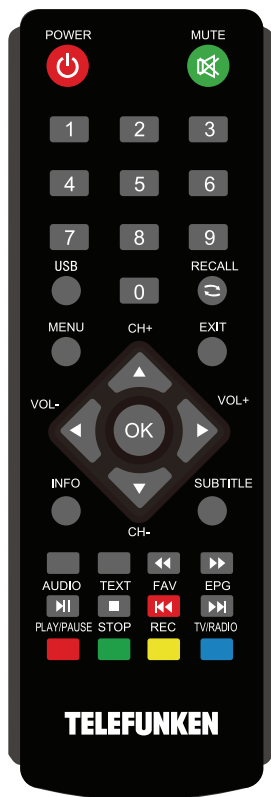 POWER MUTE
1 2 3
4 5 6
7 8 9
USB RECALL
0
MENU CH+ EXIT
VOL- VOL+
OK
INFO SUBTITLE
CH-
AUDIO TEXT FAV EPG
PLAY/PAUSE STOP REC TV/RADIO
TELEFUNKEN